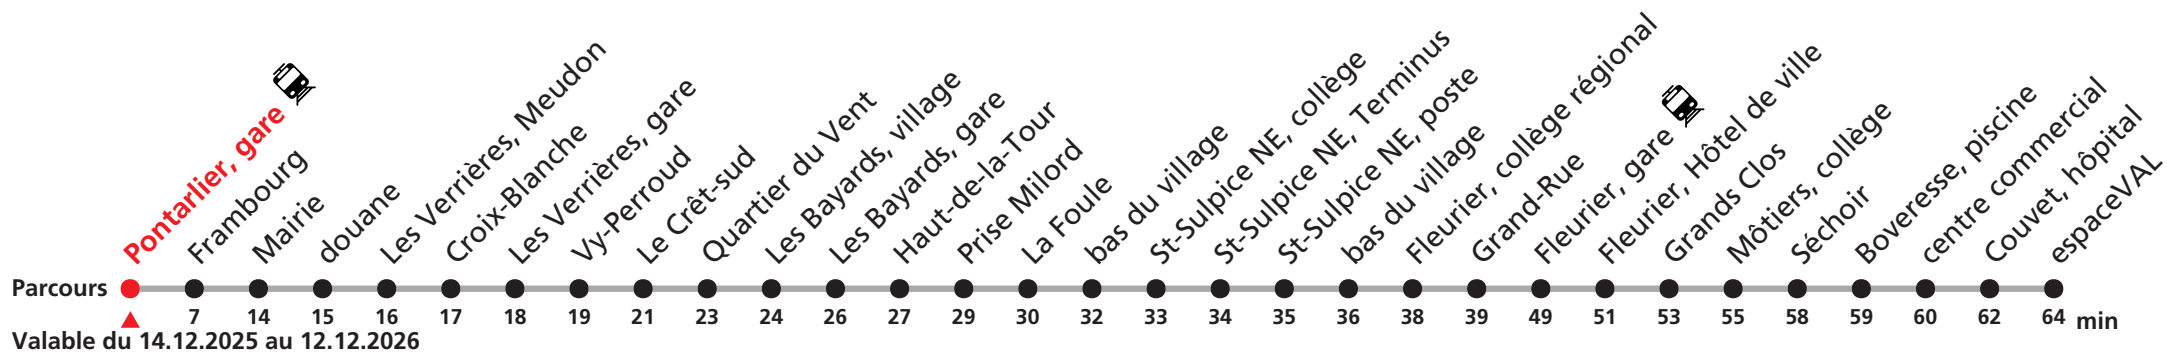 Pontarlier, gare
Frambourg
Mairie
douane
Les Verrières, Meudon
Croix-Blanche
Les Verrières, gare
Vy-Perroud
Le Crêt-sud
Quartier du Vent
Les Bayards, village
Les Bayards, gare
Haut-de-la-Tour
Prise Milord
La Foule
bas du village
St-Sulpice NE, collège
St-Sulpice NE, Terminus
St-Sulpice NE, poste
bas du village
Fleurier, collège régional
Grand-Rue
Fleurier, gare
Fleurier, Hôtel de ville
Grands Clos
Môtiers, collège
Séchoir
Boveresse, piscine
centre commercial
Couvet, hôpital
espaceVAL
Parcours
7 14 15 16 17 18 19 21 23 24 26 27 29 30 32 33 34 35 36 38 39 49 51 53 55 58 59 60 62 64 min
Valable du 14.12.2025 au 12.12.2026